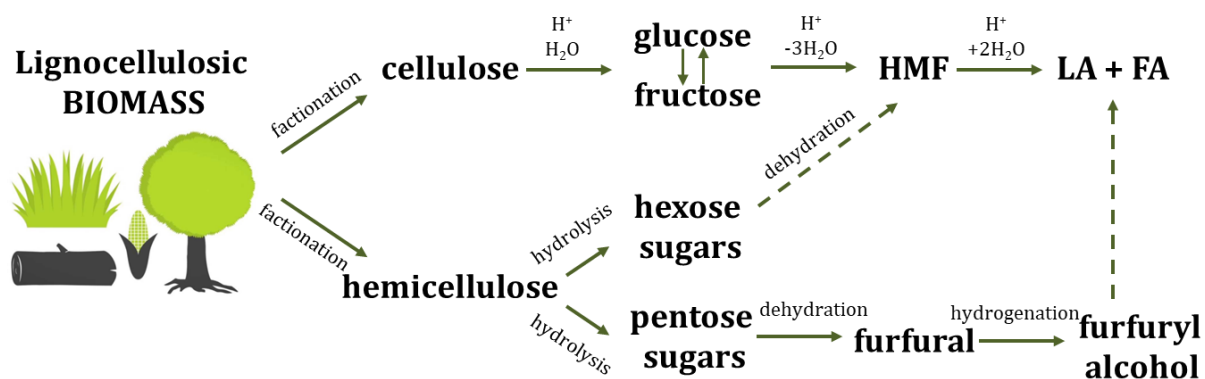 Lignocellulosic
BIOMASS
factionation
cellulose
H⁺
H₂O
glucose
fructose
H⁺
-3H₂O
HMF
H⁺
+2H₂O
LA + FA
factionation
hemicellulose
hydrolysis
hexose
sugars
dehydration
hydrolysis
pentose
sugars
dehydration
furfural
hydrogenation
furfuryl
alcohol